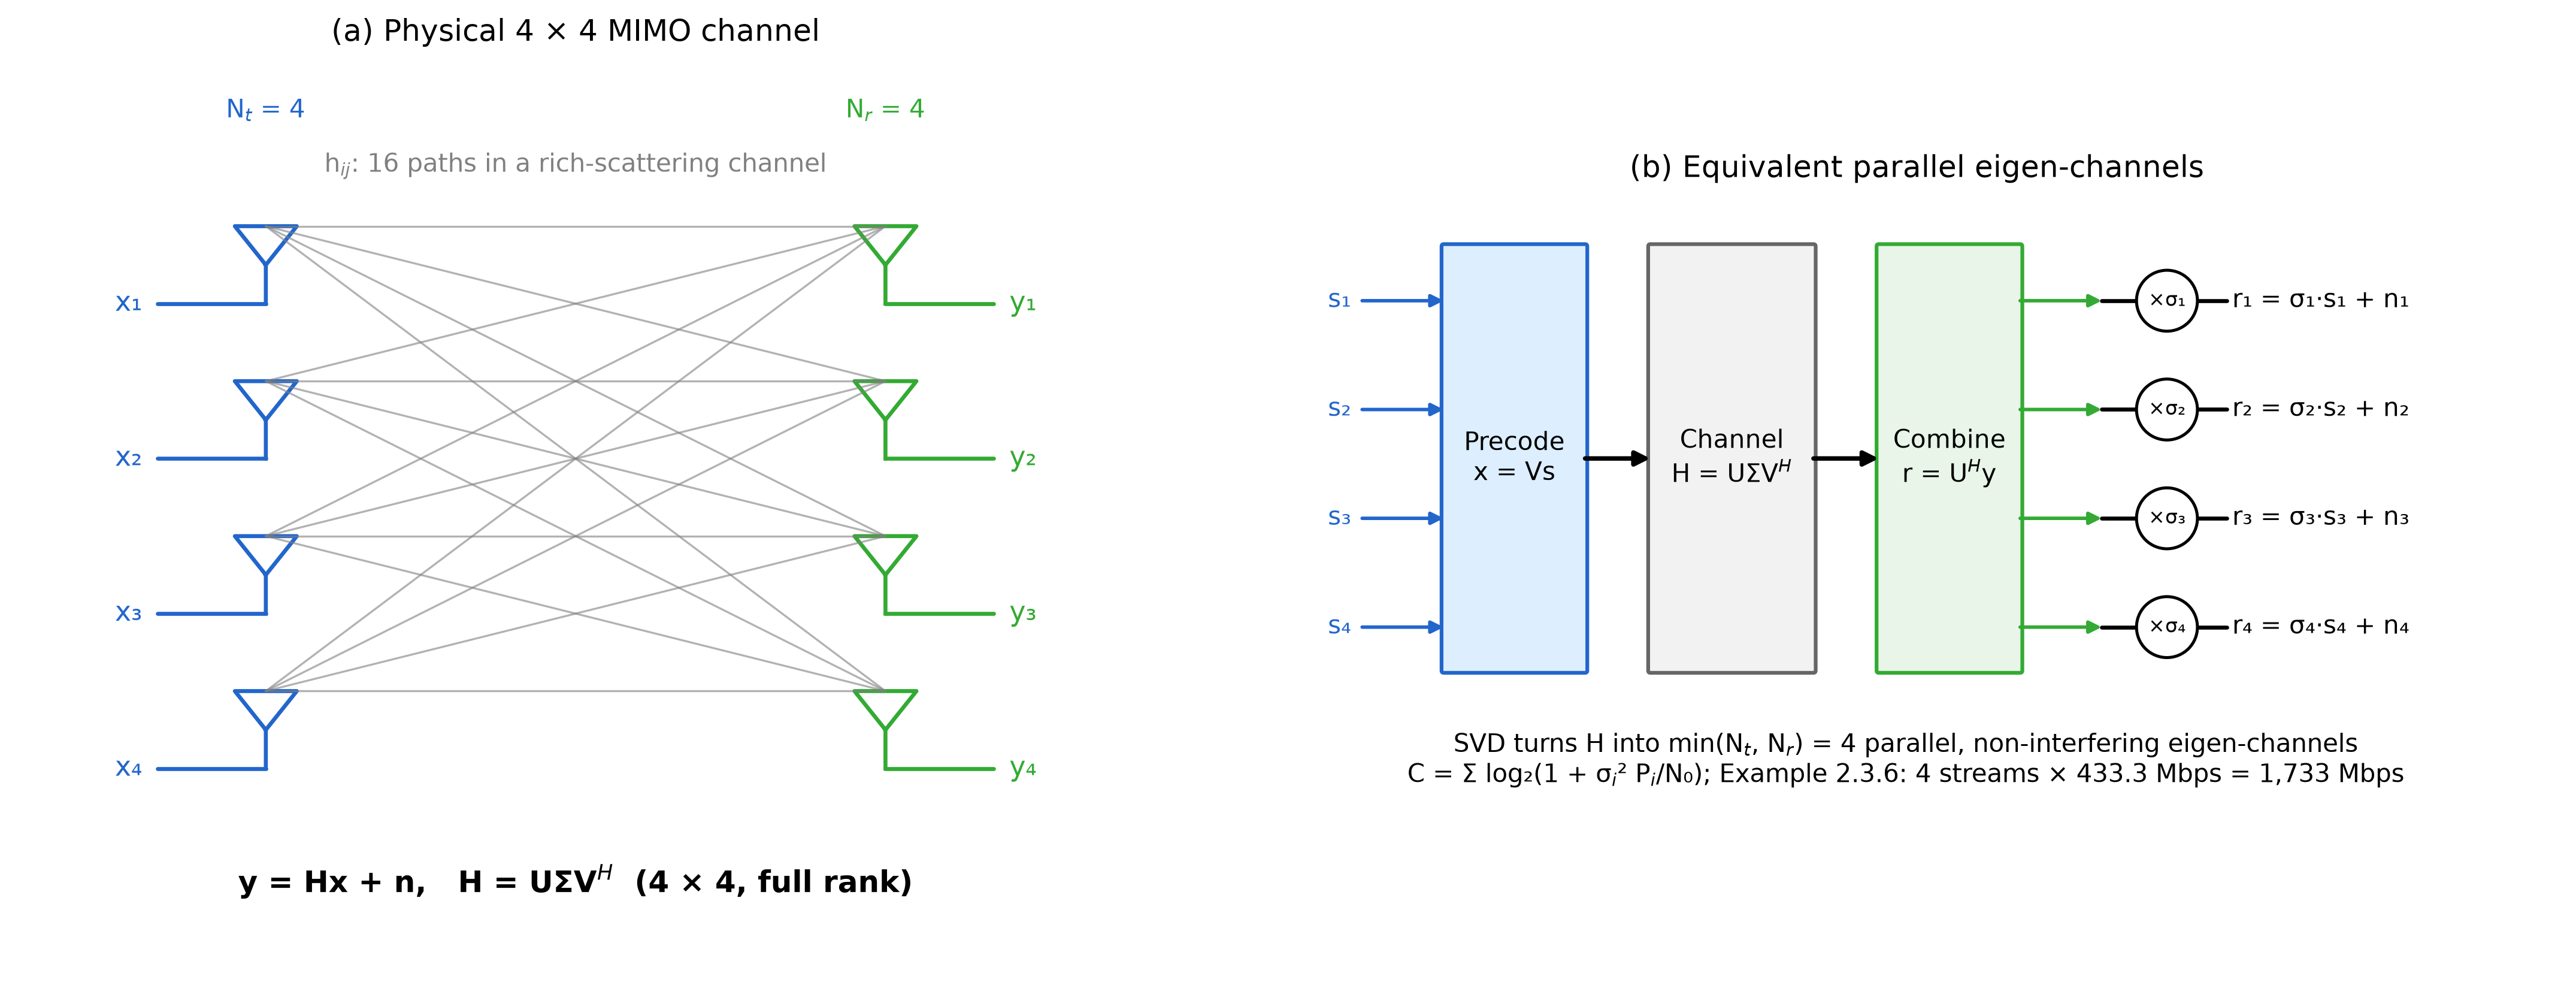 (a) Physical 4 × 4 MIMO channel
Nₜ = 4
Nᵣ = 4
hᵢⱼ: 16 paths in a rich-scattering channel
x₁
y₁
x₂
y₂
x₃
y₃
x₄
y₄
y = Hx + n, H = UΣVᴴ (4 × 4, full rank)
(b) Equivalent parallel eigen-channels
s₁
s₂
s₃
s₄
Precode
x = Vs
Channel
H = UΣVᴴ
Combine
r = Uᴴy
×σ₁
r₁ = σ₁·s₁ + n₁
×σ₂
r₂ = σ₂·s₂ + n₂
×σ₃
r₃ = σ₃·s₃ + n₃
×σ₄
r₄ = σ₄·s₄ + n₄
SVD turns H into min(Nₜ, Nᵣ) = 4 parallel, non-interfering eigen-channels
C = Σ log₂(1 + σᵢ² Pᵢ/N₀); Example 2.3.6: 4 streams × 433.3 Mbps = 1,733 Mbps